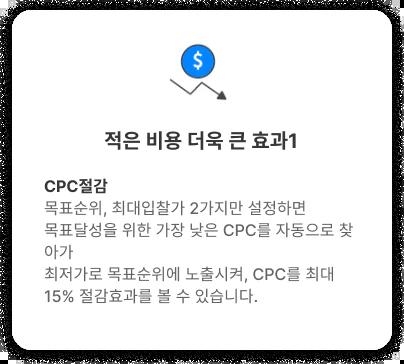 $
적은 비용 더욱 큰 효과1
CPC절감
목표순위, 최대입찰가 2가지만 설정하면
목표달성을 위한 가장 낮은 CPC를 자동으로 찾
아가
최저가로 목표순위에 노출시켜, CPC를 최대
15% 절감효과를 볼 수 있습니다.